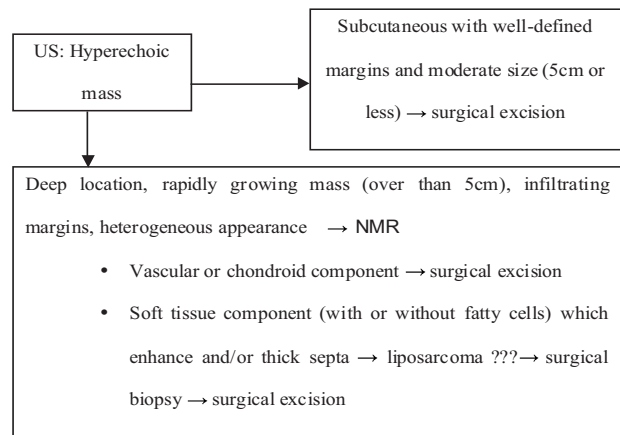 US: Hyperechoic
mass
Subcutaneous with well-defined
margins and moderate size (5cm or
less) → surgical excision
Deep location, rapidly growing mass (over than 5cm), infiltrating
margins, heterogeneous appearance → NMR
• Vascular or chondroid component → surgical excision
• Soft tissue component (with or without fatty cells) which
enhance and/or thick septa → liposarcoma ???→ surgical
biopsy → surgical excision